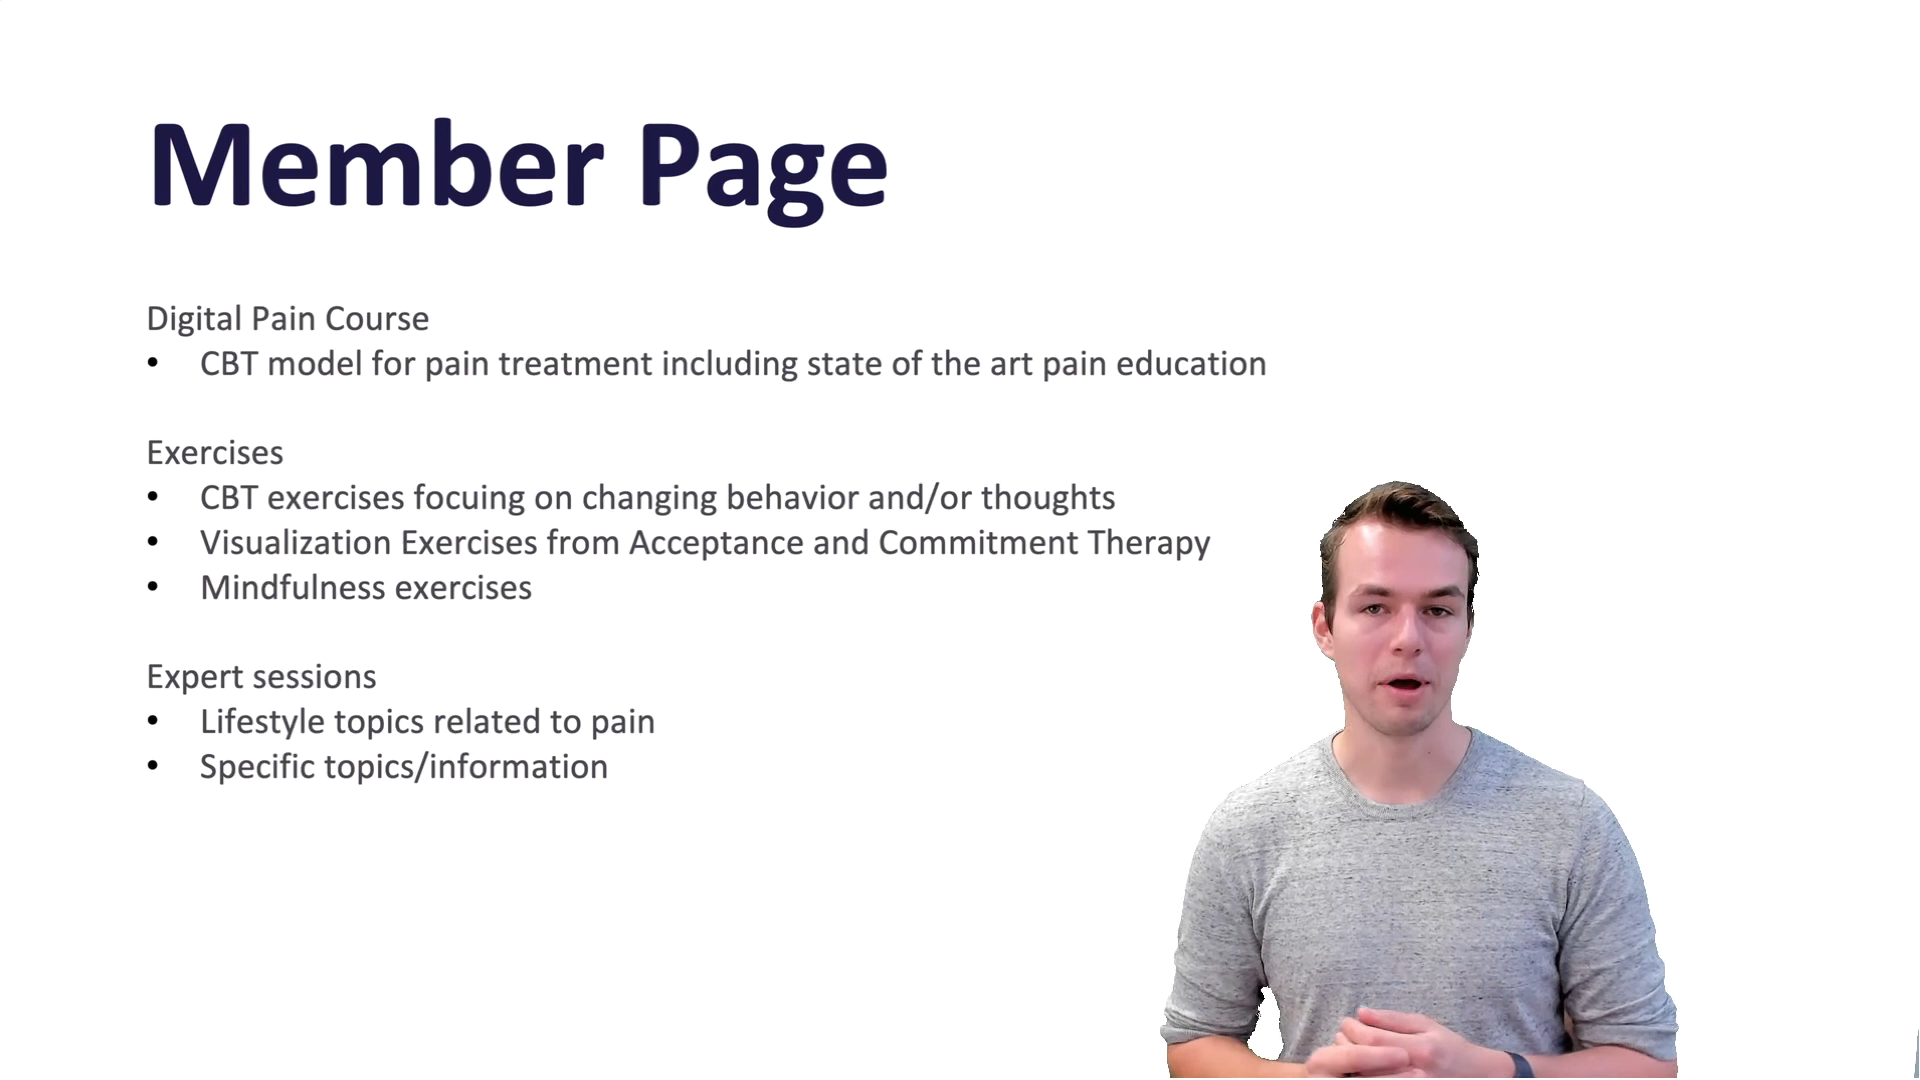 Member Page
Digital Pain Course
• CBT model for pain treatment including state of the art pain education
Exercises
• CBT exercises focuing on changing behavior and/or thoughts
• Visualization Exercises from Acceptance and Commitment Therapy
• Mindfulness exercises
Expert sessions
• Lifestyle topics related to pain
• Specific topics/information